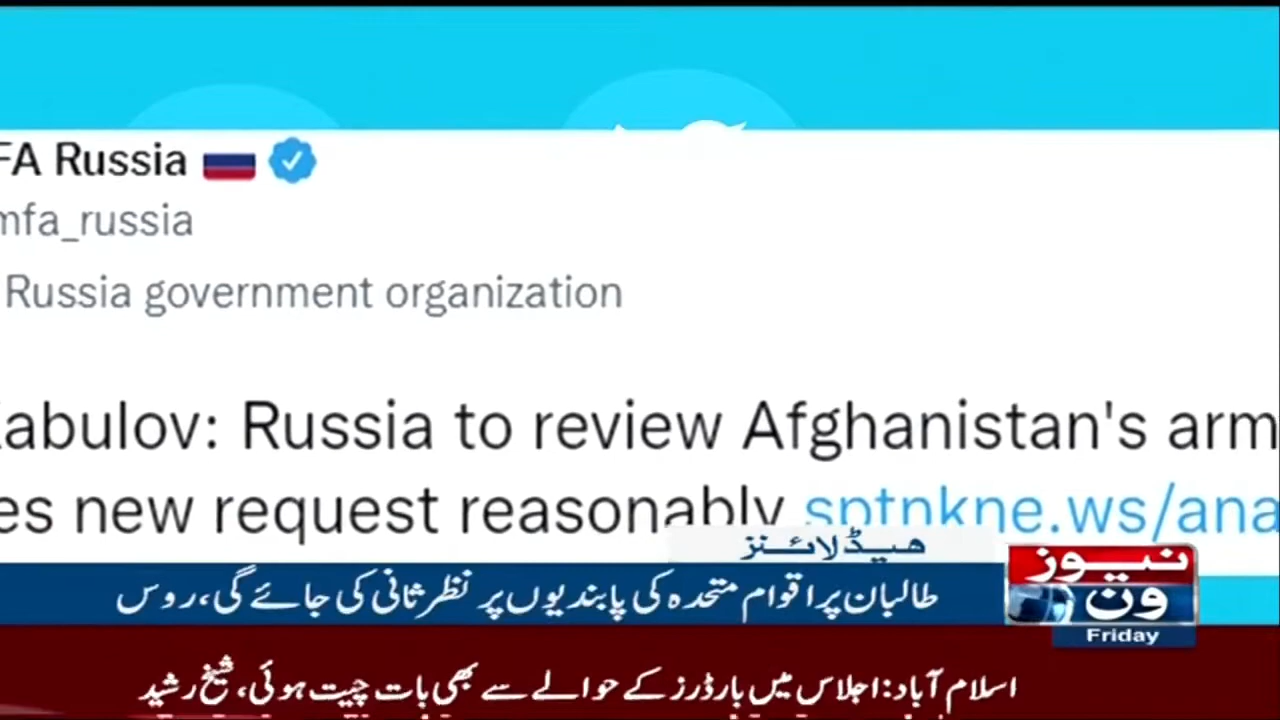 FA Russia
mfa_russia
Russia government organization
abulov: Russia to review Afghanistan's arm
es new request reasonably sptnkne.ws/ana
ہیڈلائنز
طالبان پر اقوام متحدہ کی پابندیوں پر نظر ثانی کی جائے گی، روس
نیوز
ون
Friday
اسلام آباد: اجلاس میں بارڈرز کے حوالے سے بھی بات چیت ہوئی، شیخ رشید